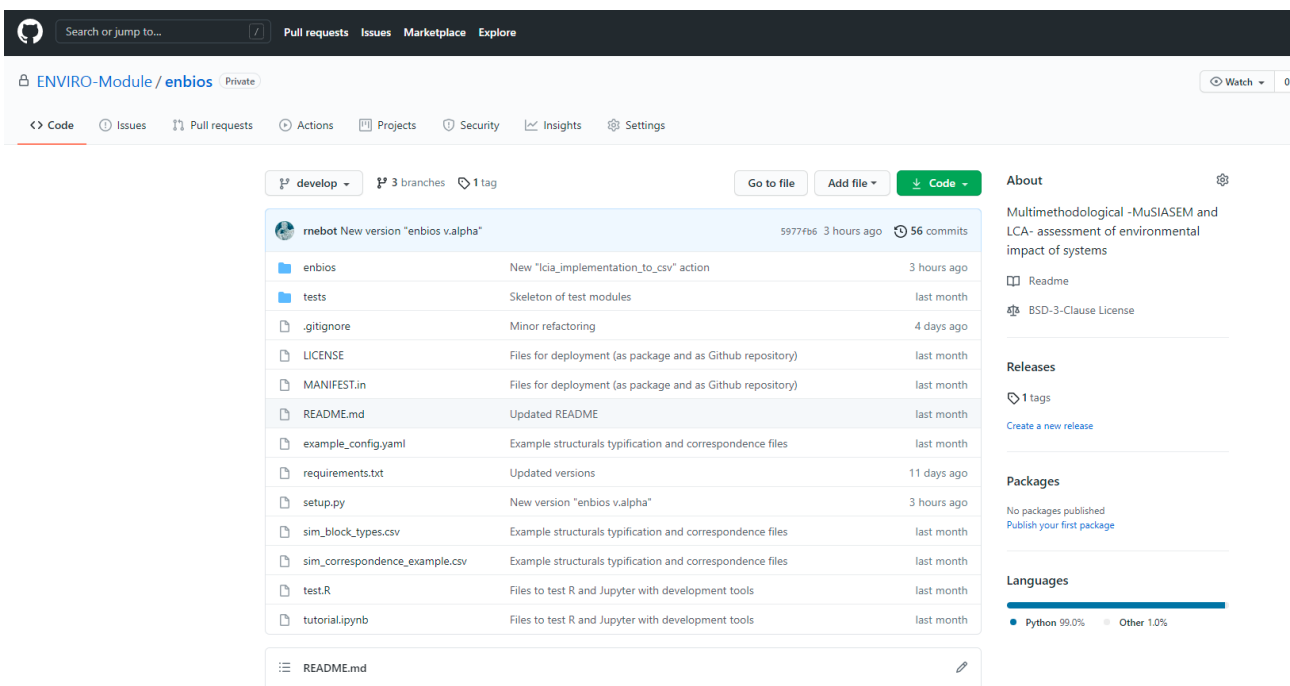 Search or jump to... / Pull requests Issues Marketplace Explore
ENVIRO-Module / enbios Private Watch 0
<> Code Issues Pull requests Actions Projects Security Insights Settings
develop 3 branches 1 tag Go to file Add file Code
rnebot New version "enbios v.alpha" 5977fb6 3 hours ago 56 commits
enbios New "lcia_implementation_to_csv" action 3 hours ago
tests Skeleton of test modules last month
.gitignore Minor refactoring 4 days ago
LICENSE Files for deployment (as package and as Github repository) last month
MANIFEST.in Files for deployment (as package and as Github repository) last month
README.md Updated README last month
example_config.yaml Example structurals typification and correspondence files last month
requirements.txt Updated versions 11 days ago
setup.py New version "enbios v.alpha" 3 hours ago
sim_block_types.csv Example structurals typification and correspondence files last month
sim_correspondence_example.csv Example structurals typification and correspondence files last month
test.R Files to test R and Jupyter with development tools last month
tutorial.ipynb Files to test R and Jupyter with development tools last month
README.md
About
Multimethodological -MuSIASEM and
LCA- assessment of environmental
impact of systems
Readme
BSD-3-Clause License
Releases
1 tags
Create a new release
Packages
No packages published
Publish your first package
Languages
Python 99.0% Other 1.0%